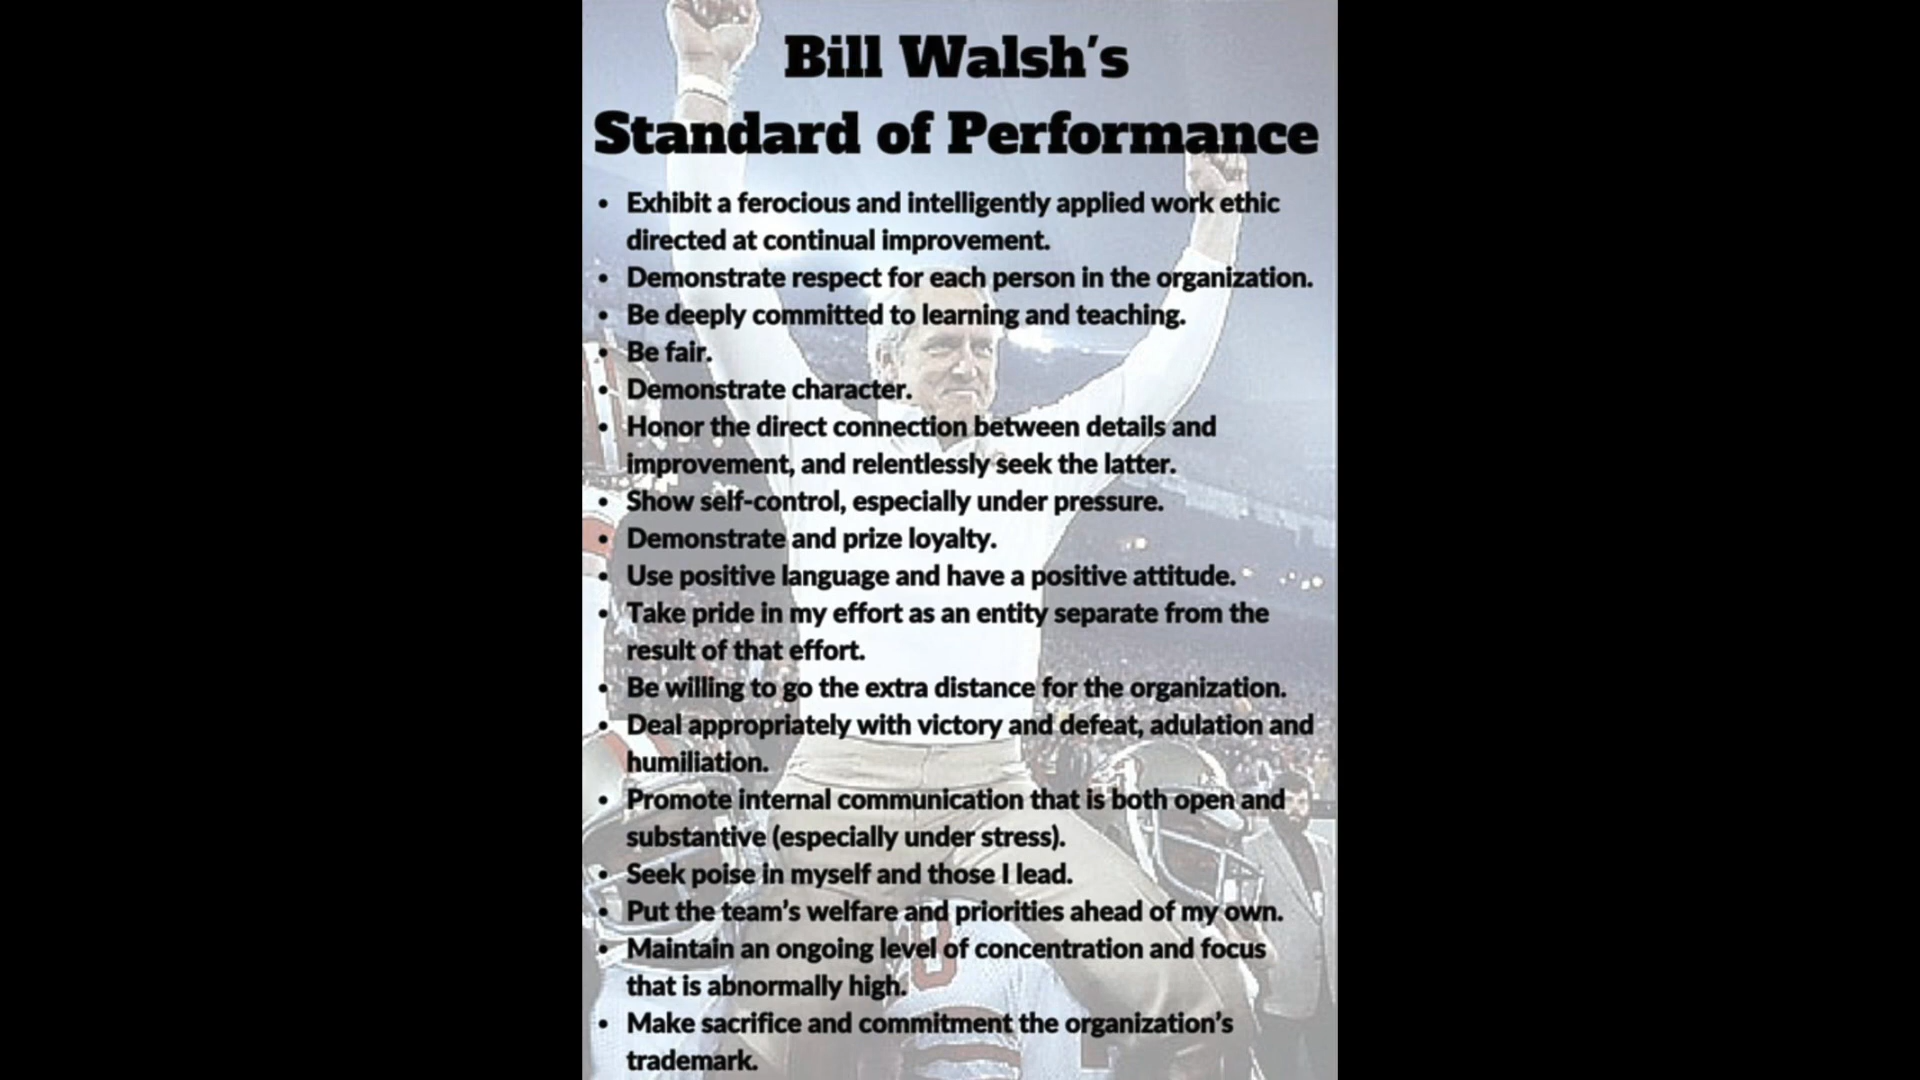 Bill Walsh's
Standard of Performance
• Exhibit a ferocious and intelligently applied work ethic
directed at continual improvement.
• Demonstrate respect for each person in the organization.
• Be deeply committed to learning and teaching.
• Be fair.
• Demonstrate character.
• Honor the direct connection between details and
improvement, and relentlessly seek the latter.
• Show self-control, especially under pressure.
• Demonstrate and prize loyalty.
• Use positive language and have a positive attitude.
• Take pride in my effort as an entity separate from the
result of that effort.
• Be willing to go the extra distance for the organization.
• Deal appropriately with victory and defeat, adulation and
humiliation.
• Promote internal communication that is both open and
substantive (especially under stress).
• Seek poise in myself and those I lead.
• Put the team's welfare and priorities ahead of my own.
• Maintain an ongoing level of concentration and focus
that is abnormally high.
• Make sacrifice and commitment the organization's
trademark.